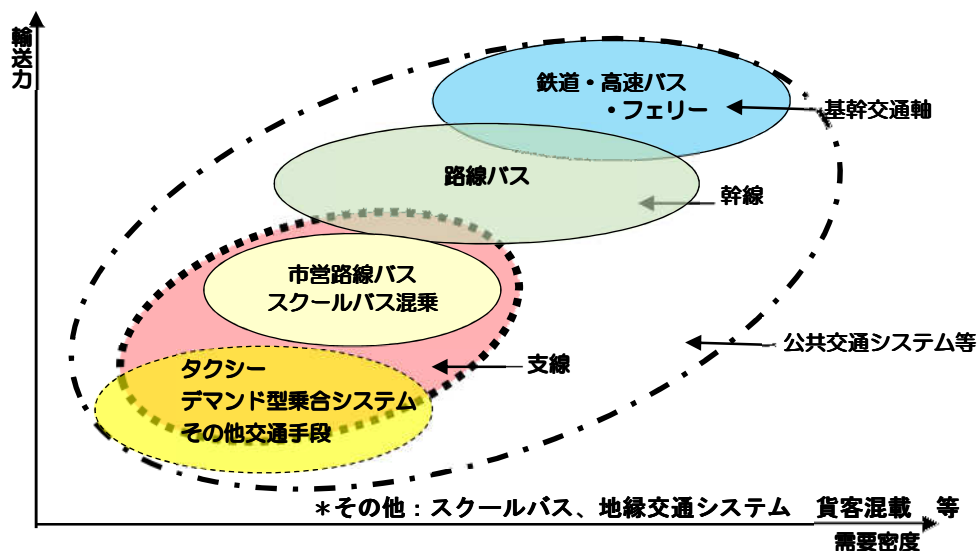 輸送力
鉄道・高速バス
・フェリー
基幹交通軸
路線バス
幹線
市営路線バス
スクールバス混乗
公共交通システム等
支線
タクシー
デマンド型乗合システム
その他交通手段
＊その他：スクールバス、地縁交通システム　貨客混載　等
需要密度